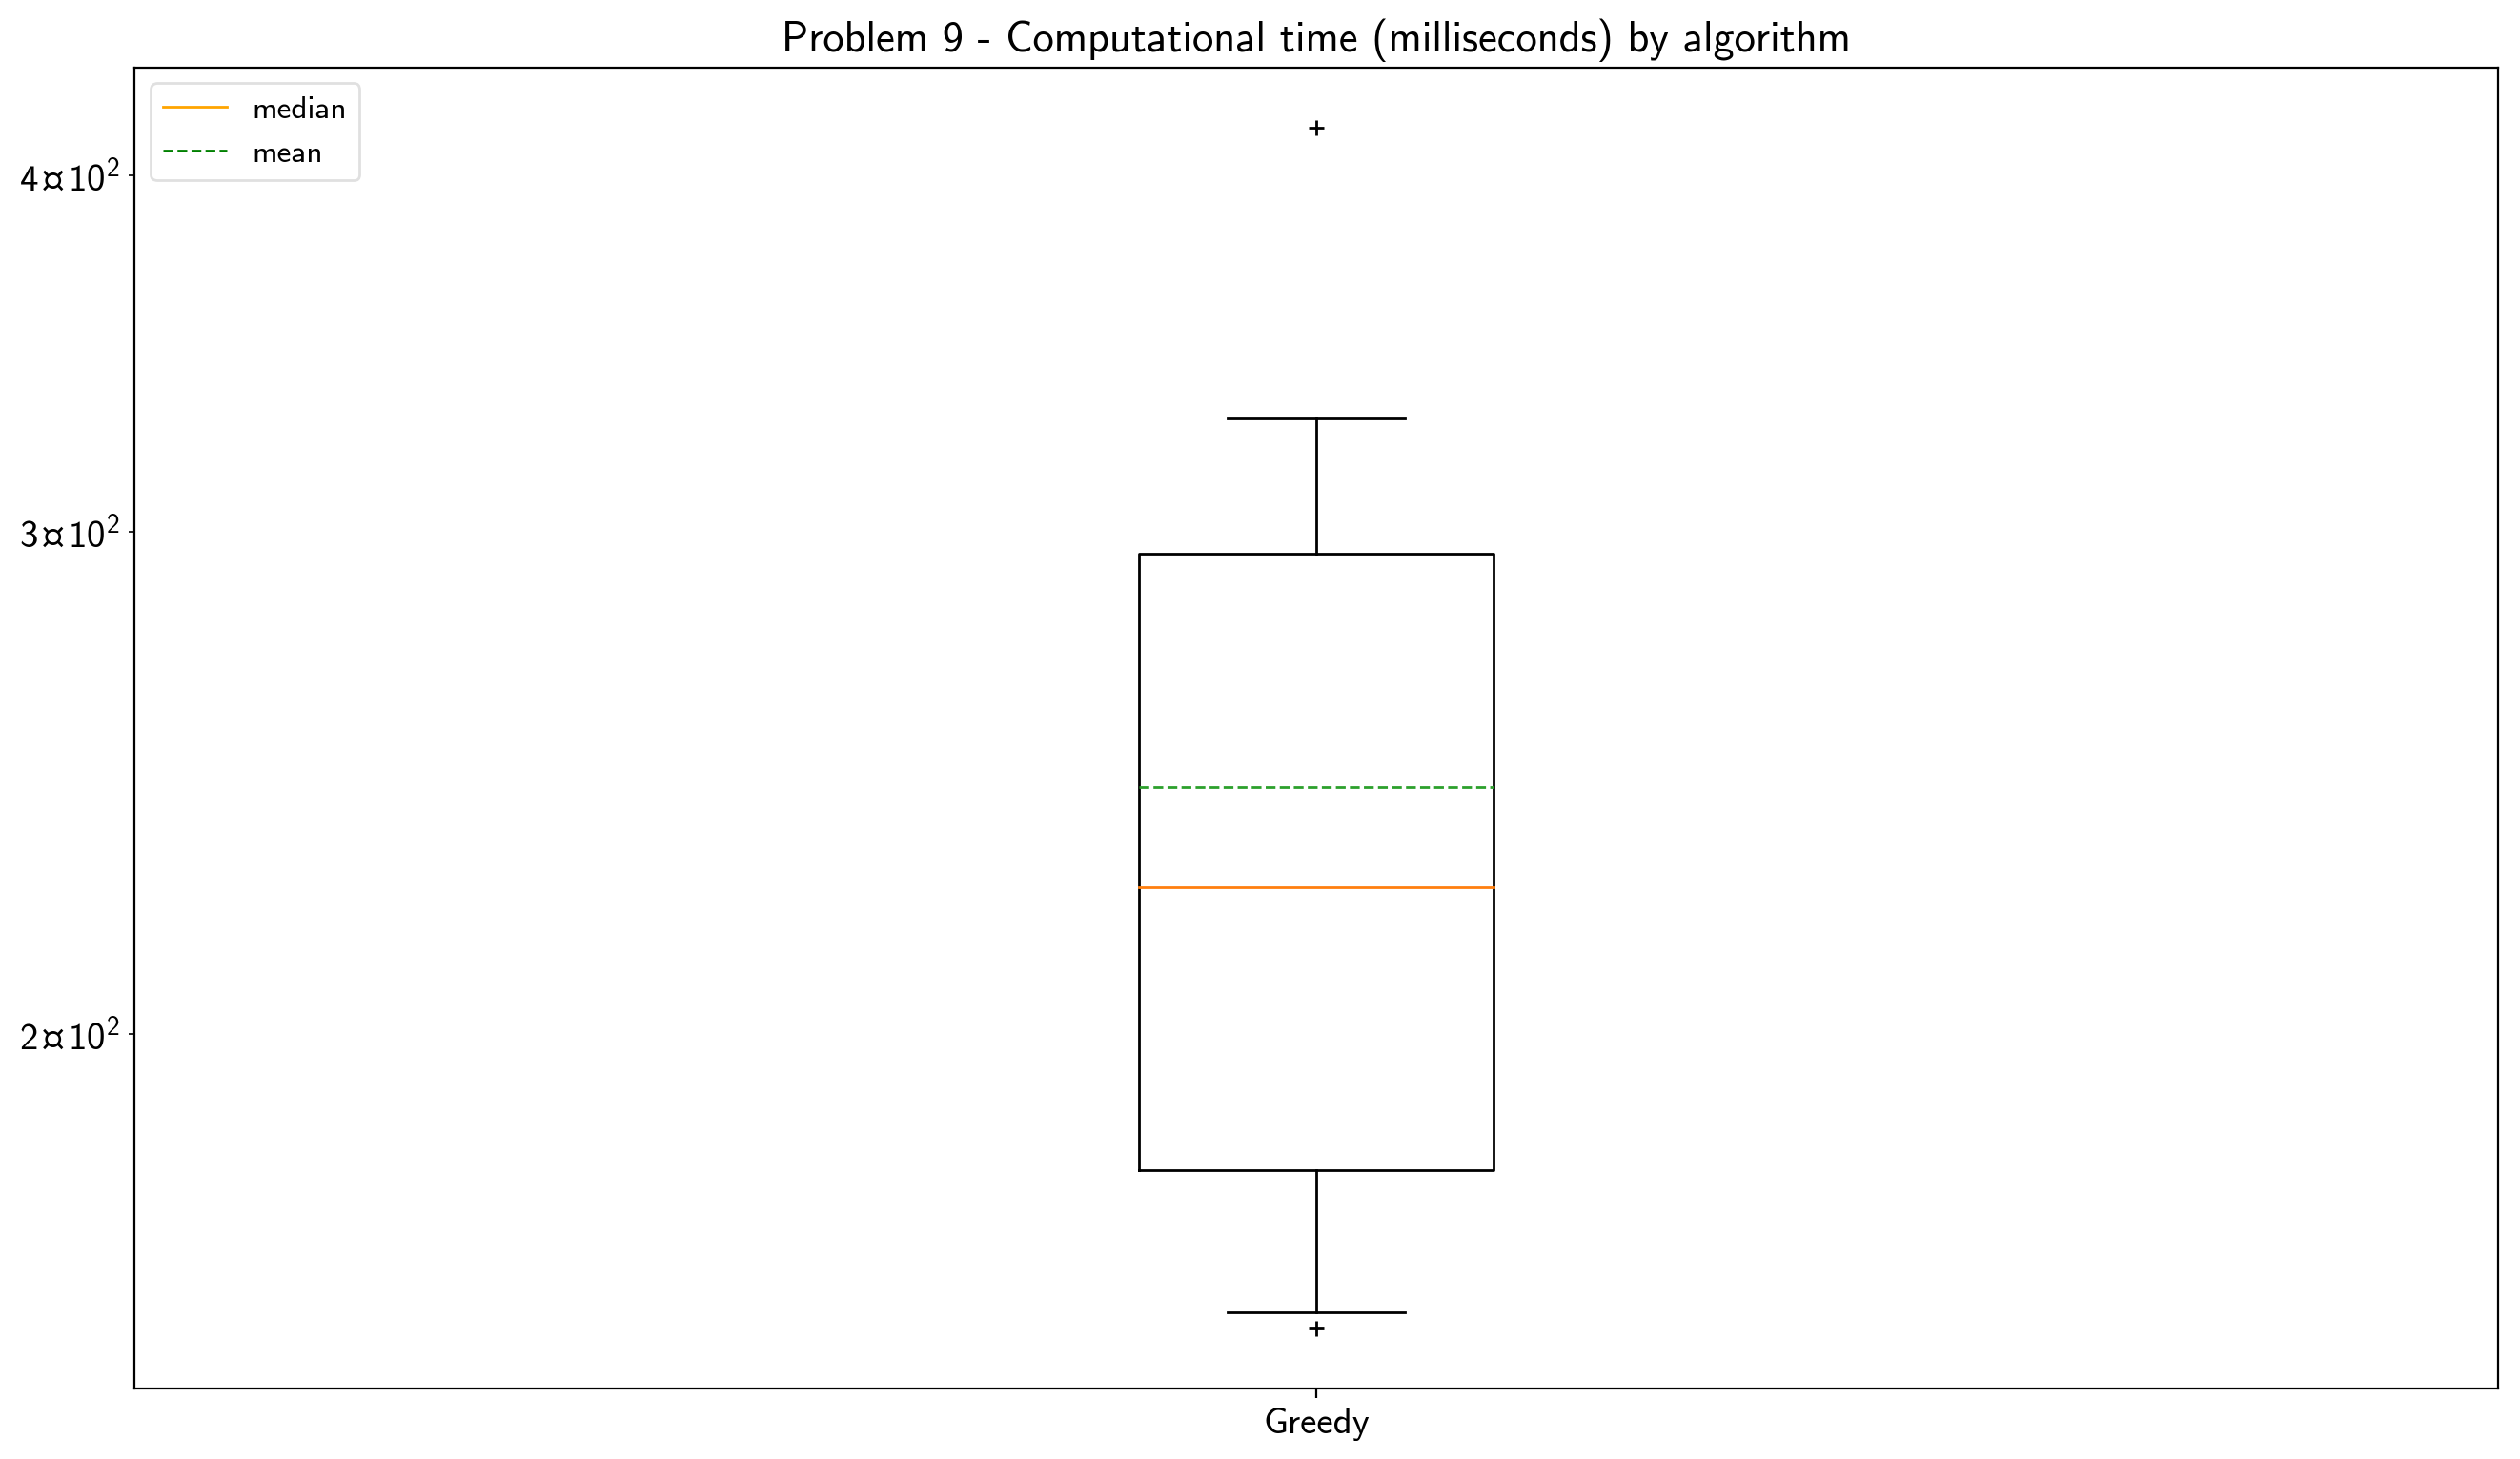 Problem 9 - Computational time (milliseconds) by algorithm
median
mean
4¤10²
3¤10²
2¤10²
Greedy